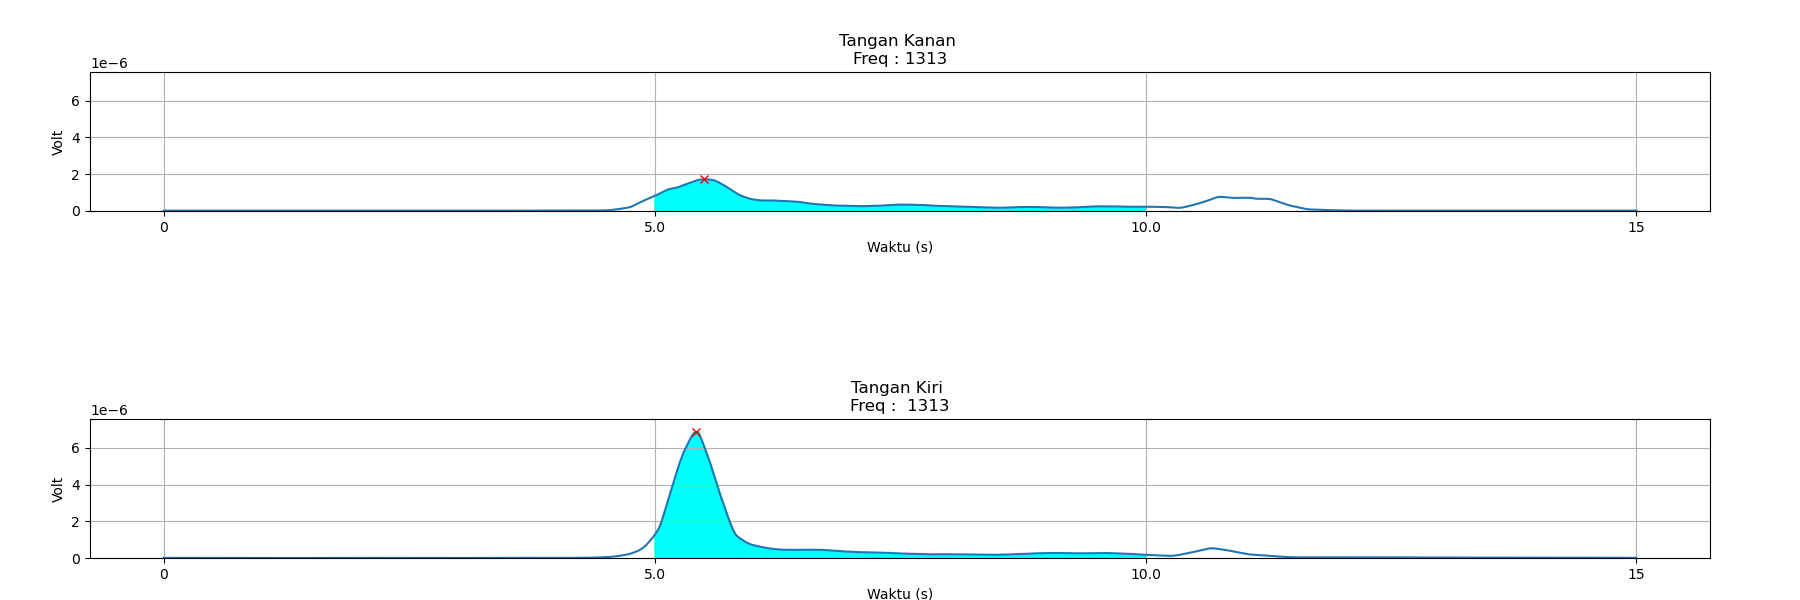 Tangan Kanan
Freq : 1313
1e−6
6
4
2
0
Volt
0 5.0 10.0 15
Waktu (s)
Tangan Kiri
Freq :  1313
1e−6
6
4
2
0
Volt
0 5.0 10.0 15
Waktu (s)